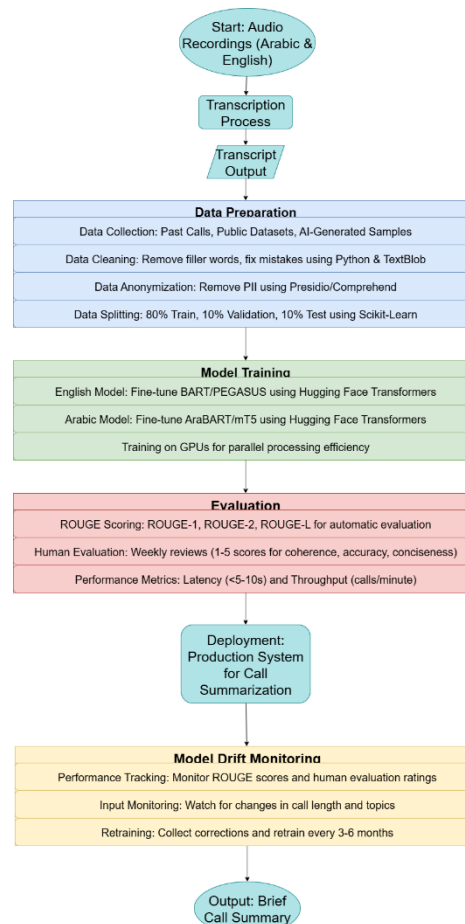 Start: Audio
Recordings (Arabic &
English)
Transcription
Process
Transcript
Output
Data Preparation
Data Collection: Past Calls, Public Datasets, AI-Generated Samples
Data Cleaning: Remove filler words, fix mistakes using Python & TextBlob
Data Anonymization: Remove PII using Presidio/Comprehend
Data Splitting: 80% Train, 10% Validation, 10% Test using Scikit-Learn
Model Training
English Model: Fine-tune BART/PEGASUS using Hugging Face Transformers
Arabic Model: Fine-tune AraBART/mT5 using Hugging Face Transformers
Training on GPUs for parallel processing efficiency
Evaluation
ROUGE Scoring: ROUGE-1, ROUGE-2, ROUGE-L for automatic evaluation
Human Evaluation: Weekly reviews (1-5 scores for coherence, accuracy, conciseness)
Performance Metrics: Latency (<5-10s) and Throughput (calls/minute)
Deployment:
Production System
for Call
Summarization
Model Drift Monitoring
Performance Tracking: Monitor ROUGE scores and human evaluation ratings
Input Monitoring: Watch for changes in call length and topics
Retraining: Collect corrections and retrain every 3-6 months
Output: Brief
Call Summary